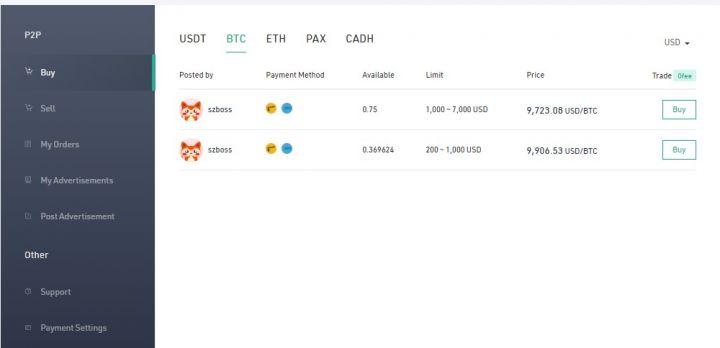 P2P
Buy
Sell
My Orders
My Advertisements
Post Advertisement
Other
Support
Payment Settings
USDT BTC ETH PAX CADH
USD
Posted by Payment Method Available Limit Price Trade 0fee
szboss 0.75 1,000 ~ 7,000 USD 9,723.08 USD/BTC Buy
szboss 0.369624 200 ~ 1,000 USD 9,906.53 USD/BTC Buy